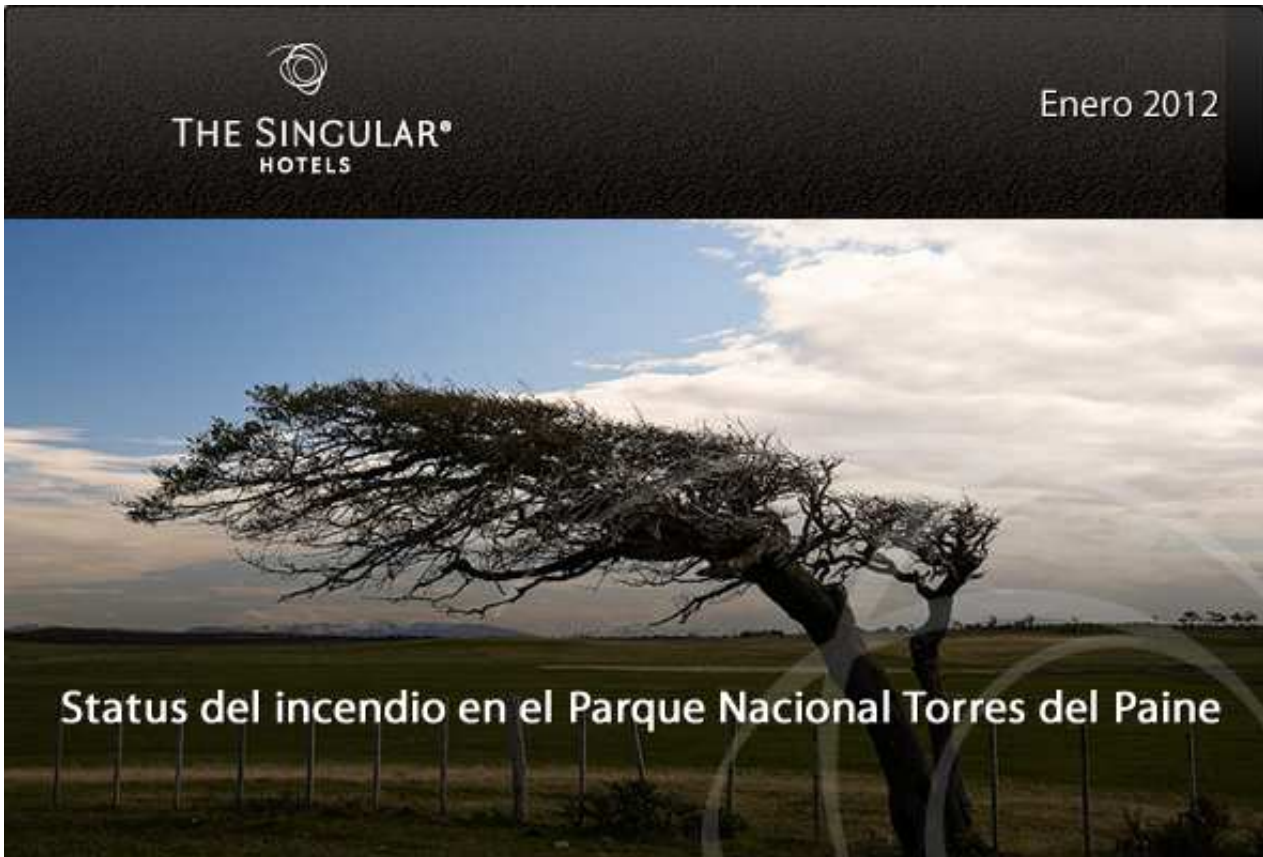 THE SINGULAR®
HOTELS
Enero 2012
Status del incendio en el Parque Nacional Torres del Paine